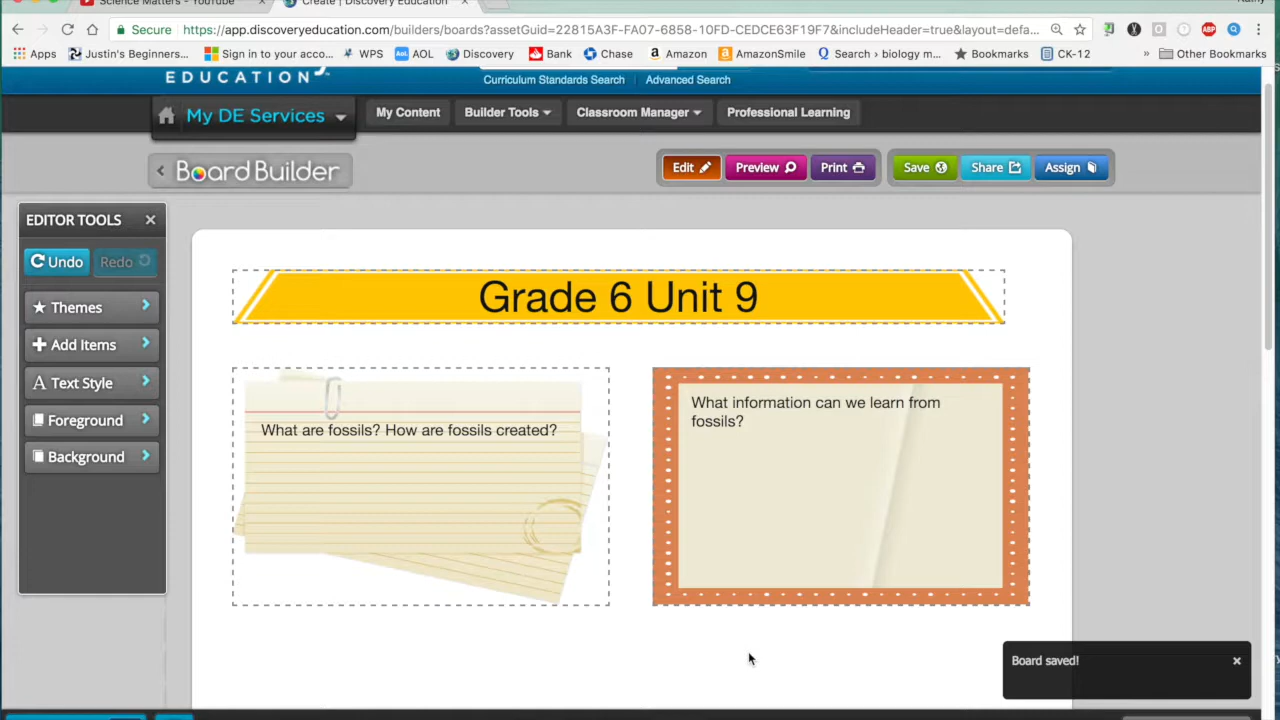 Science Matters - YouTube
Create | Discovery Education
Secure https://app.discoveryeducation.com/builders/boards?assetGuid=22815A3F-FA07-6858-10FD-CEDCE63F19F7&includeHeader=true&layout=defa...
Apps Justin's Beginners... Sign in to your acco... WPS AOL Discovery Bank Chase Amazon AmazonSmile Search › biology m... Bookmarks CK-12 » Other Bookmarks
EDUCATION
Curriculum Standards Search Advanced Search
My DE Services My Content Builder Tools Classroom Manager Professional Learning
Board Builder
Edit Preview Print Save Share Assign
EDITOR TOOLS
Undo Redo
Themes
Add Items
Text Style
Foreground
Background
Grade 6 Unit 9
What are fossils? How are fossils created?
What information can we learn from
fossils?
Board saved!